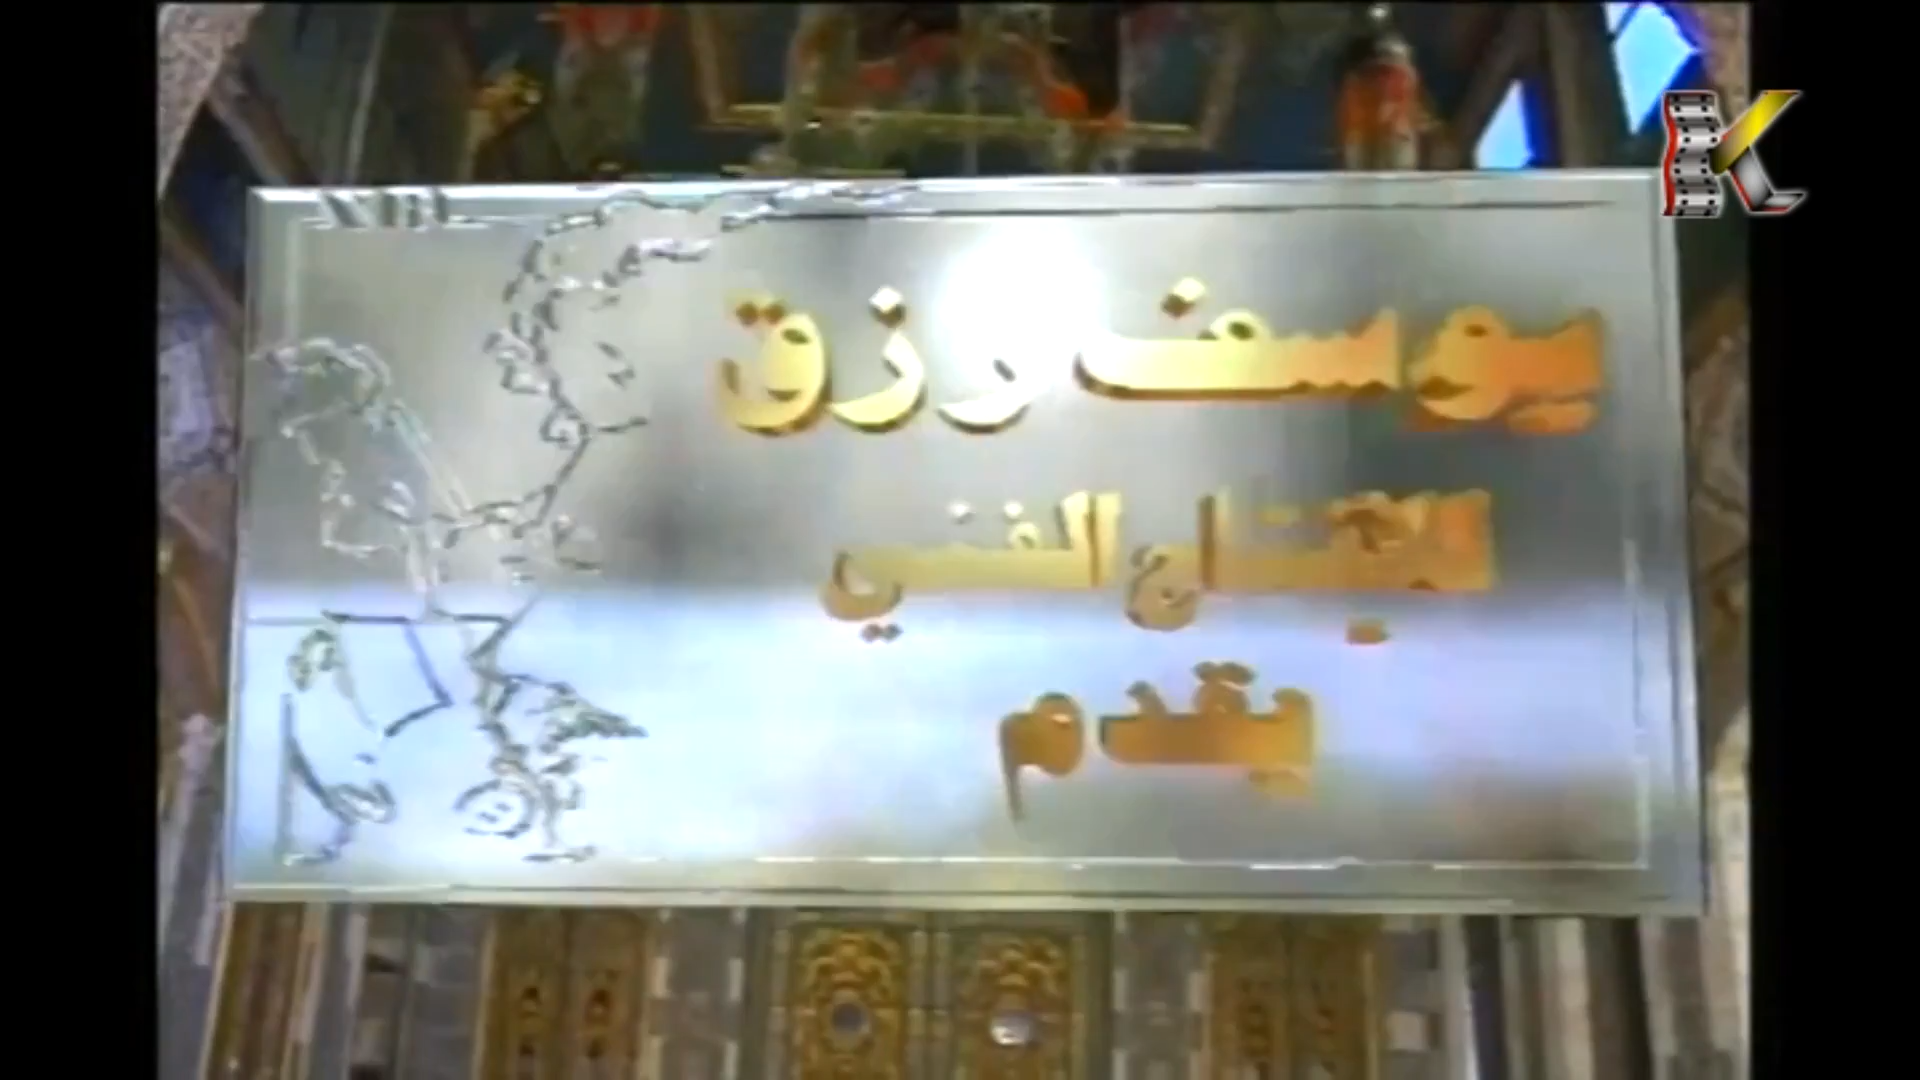 يوسف رزق
للإنتاج الفني
يقدم